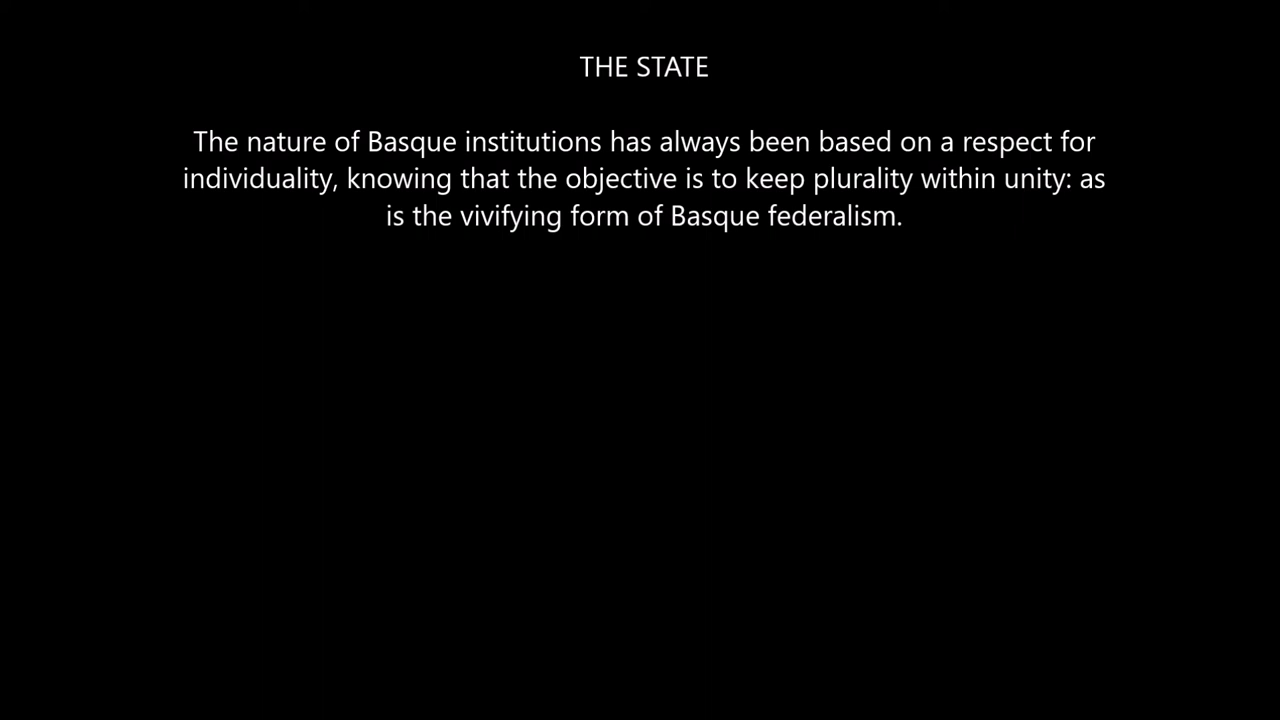 THE STATE
The nature of Basque institutions has always been based on a respect for
individuality, knowing that the objective is to keep plurality within unity: as
is the vivifying form of Basque federalism.